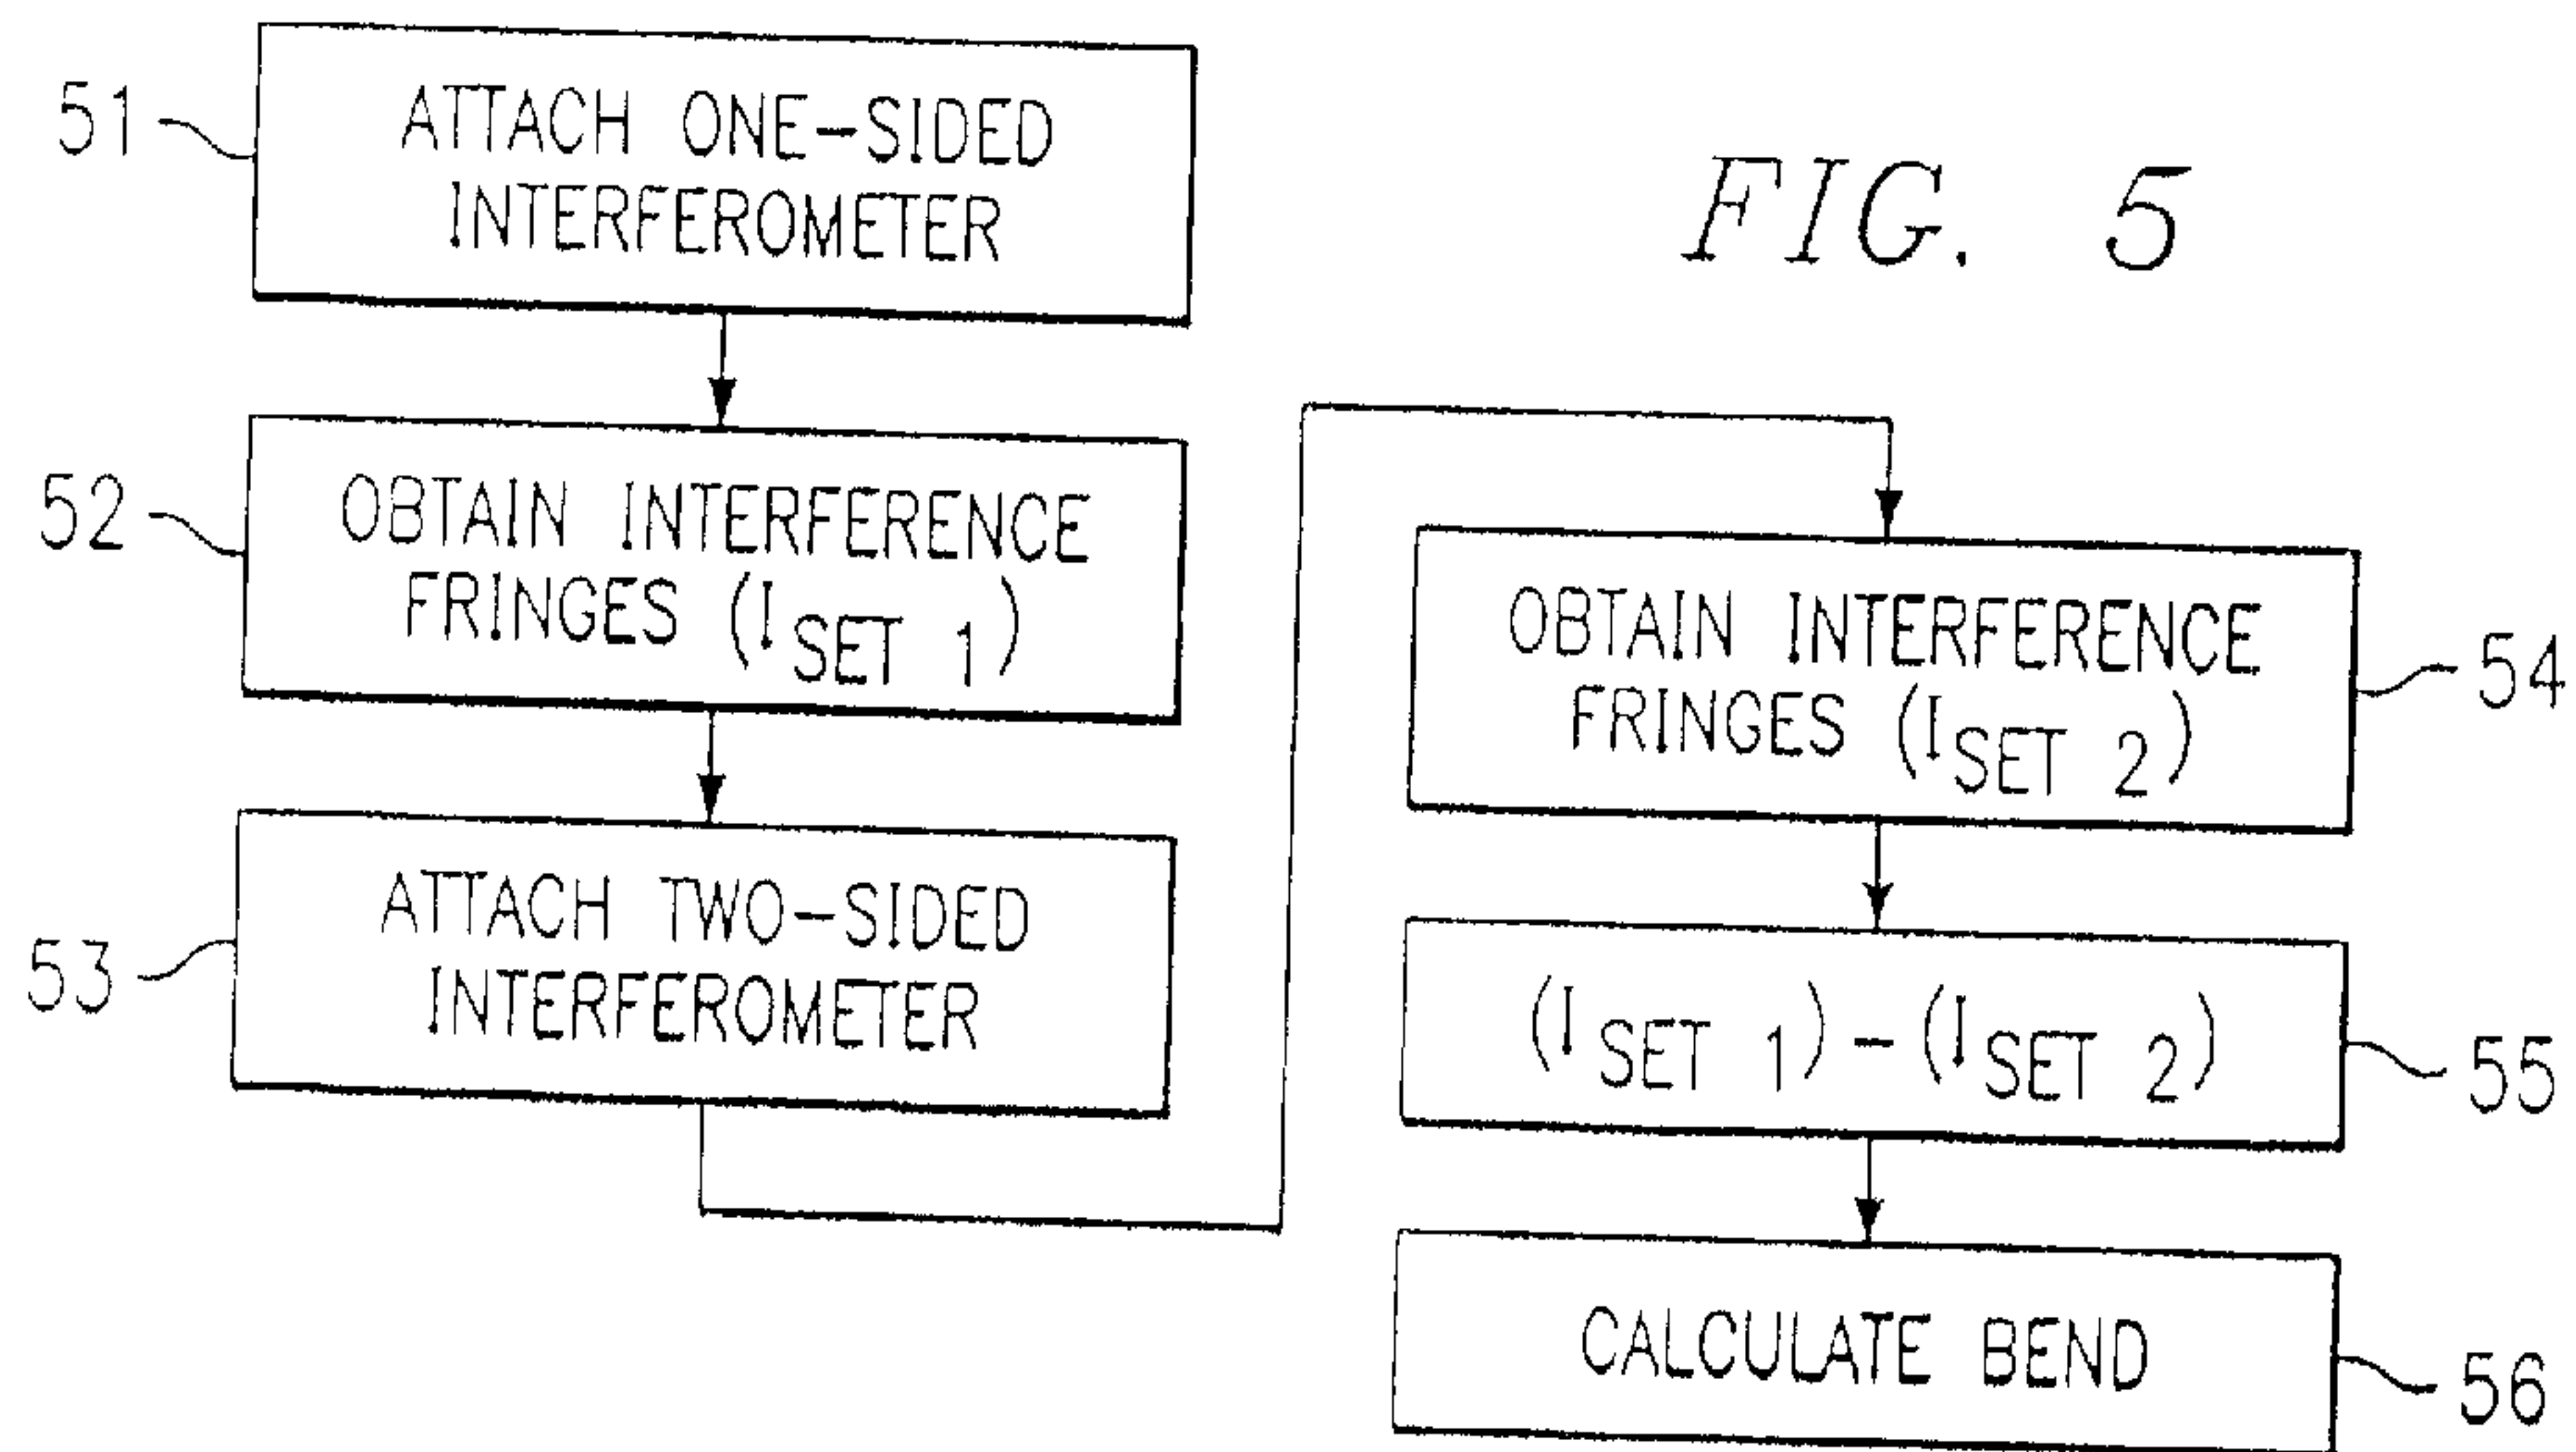 FIG. 5
51
ATTACH ONE-SIDED
INTERFEROMETER
52
OBTAIN INTERFERENCE
FRINGES (I SET 1)
53
ATTACH TWO-SIDED
INTERFEROMETER
OBTAIN INTERFERENCE
FRINGES (I SET 2)
54
(I SET 1) - (I SET 2)
55
CALCULATE BEND
56